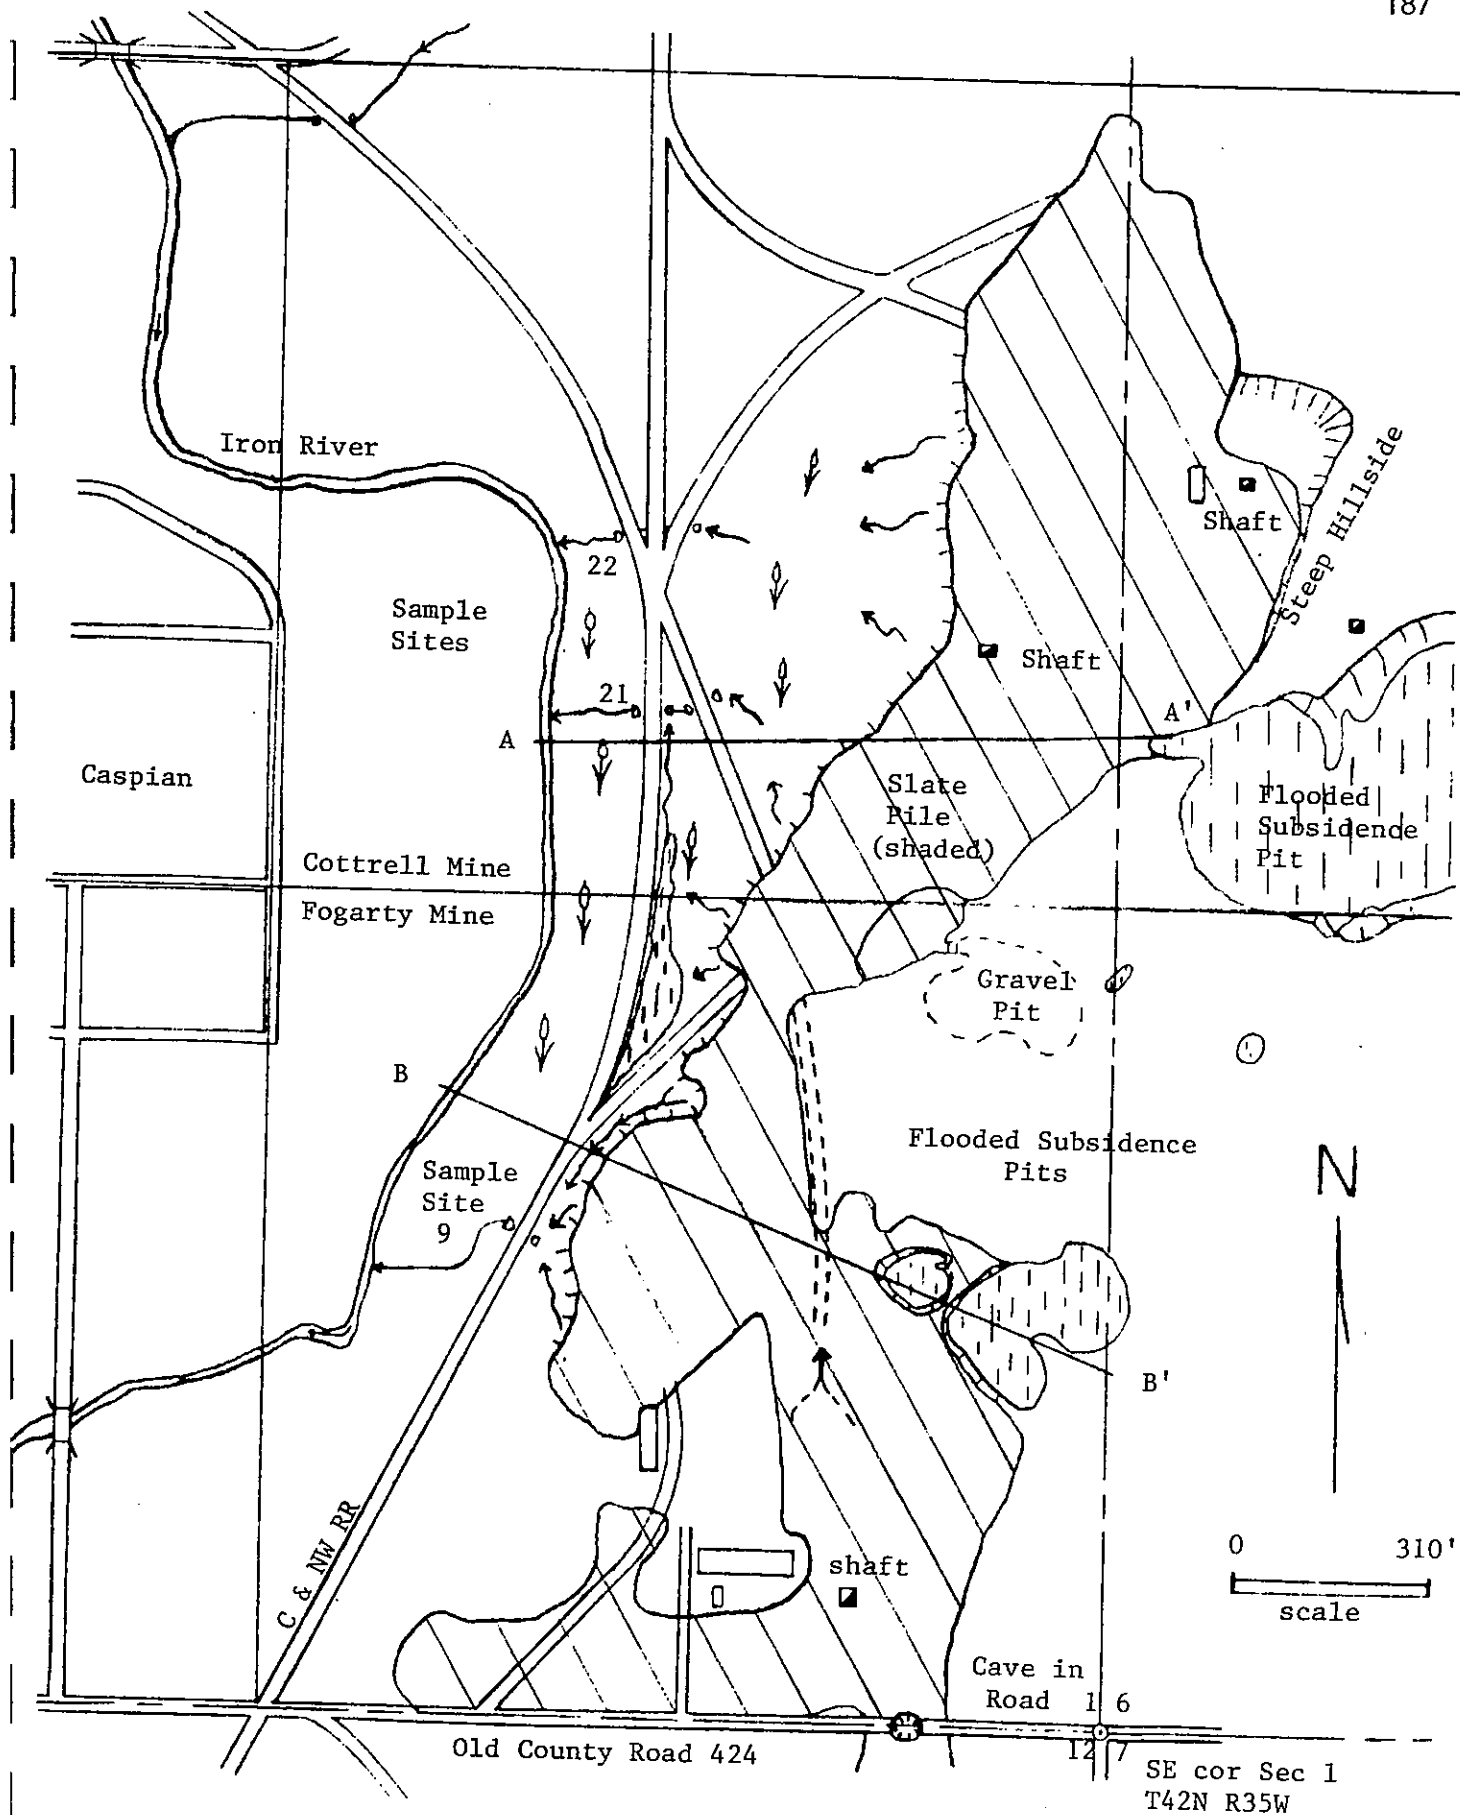 187
Iron River
Steep Hillside
Shaft
22
Sample
Sites
Shaft
21
A
A'
Caspian
Slate
Pile
(shaded)
Flooded
Subsidence
Pit
Cottrell Mine
Fogarty Mine
Gravel
Pit
B
Flooded Subsidence
Pits
N
Sample
Site
9
B'
0 310'
scale
C & NW RR
shaft
Cave in
Road
1 6
12 7
Old County Road 424
SE cor Sec 1
T42N R35W